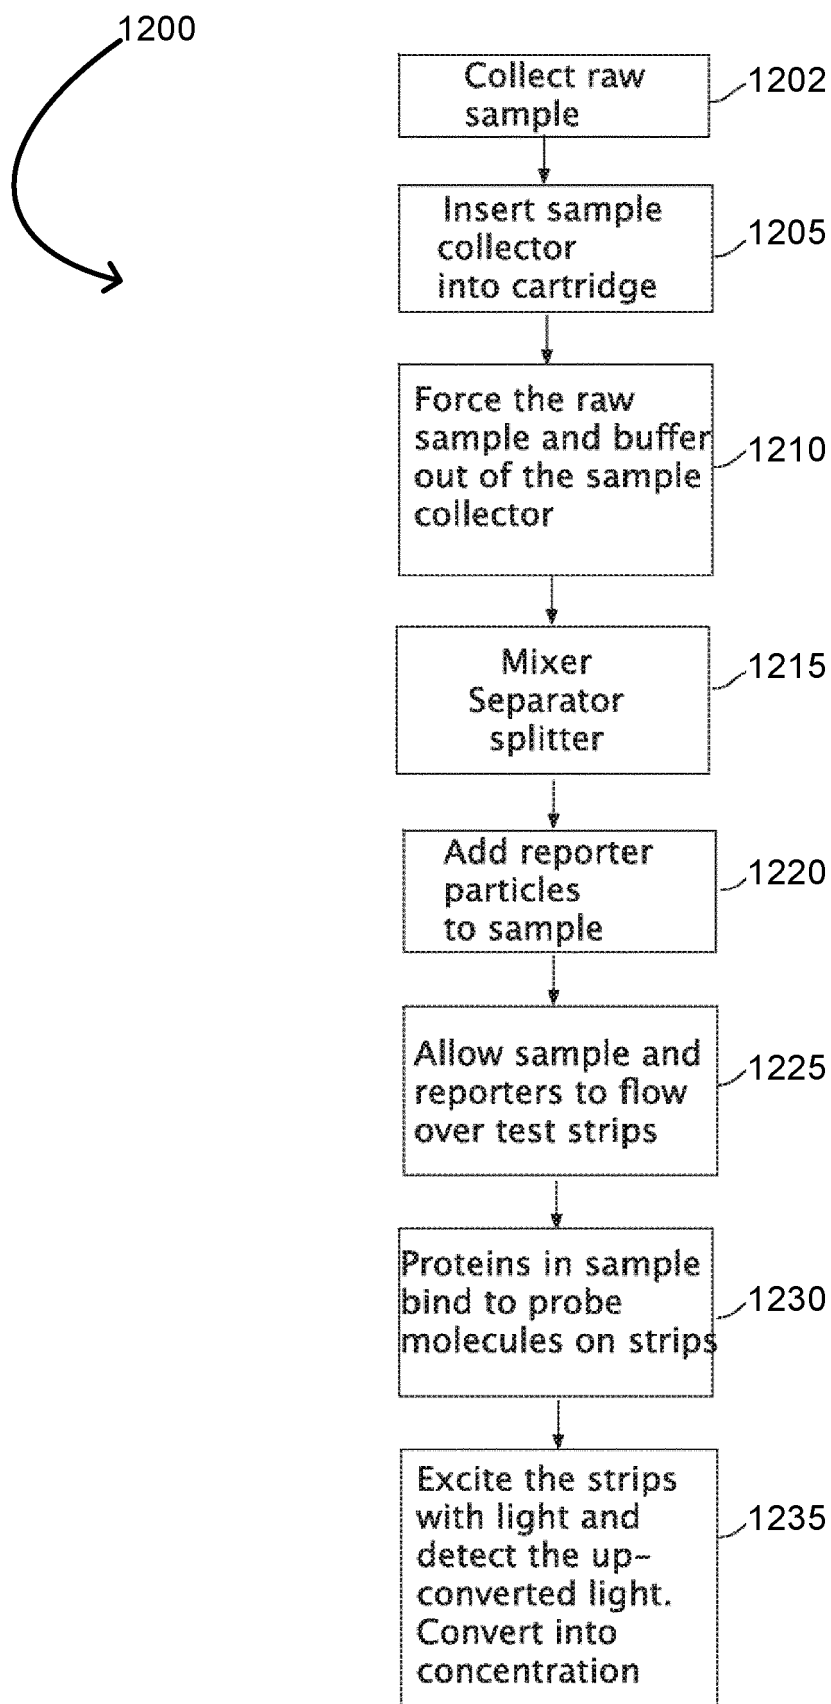 1200
Collect raw
sample
1202
Insert sample
collector
into cartridge
1205
Force the raw
sample and buffer
out of the sample
collector
1210
Mixer
Separator
splitter
1215
Add reporter
particles
to sample
1220
Allow sample and
reporters to flow
over test strips
1225
Proteins in sample
bind to probe
molecules on strips
1230
Excite the strips
with light and
detect the up-
converted light.
Convert into
concentration
1235